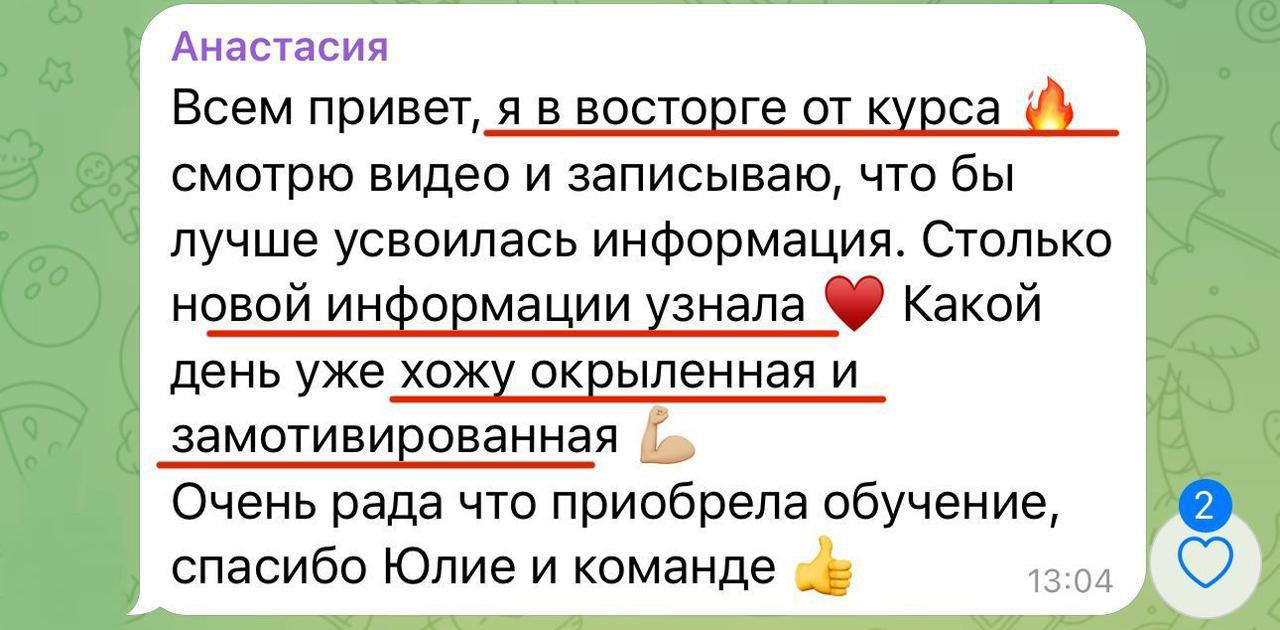 Анастасия
Всем привет, я в восторге от курса 🔥
смотрю видео и записываю, что бы
лучше усвоилась информация. Столько
новой информации узнала ♥️ Какой
день уже хожу окрыленная и
замотивированная 💪🏼
Очень рада что приобрела обучение,
спасибо Юлие и команде 👍
13:04
2